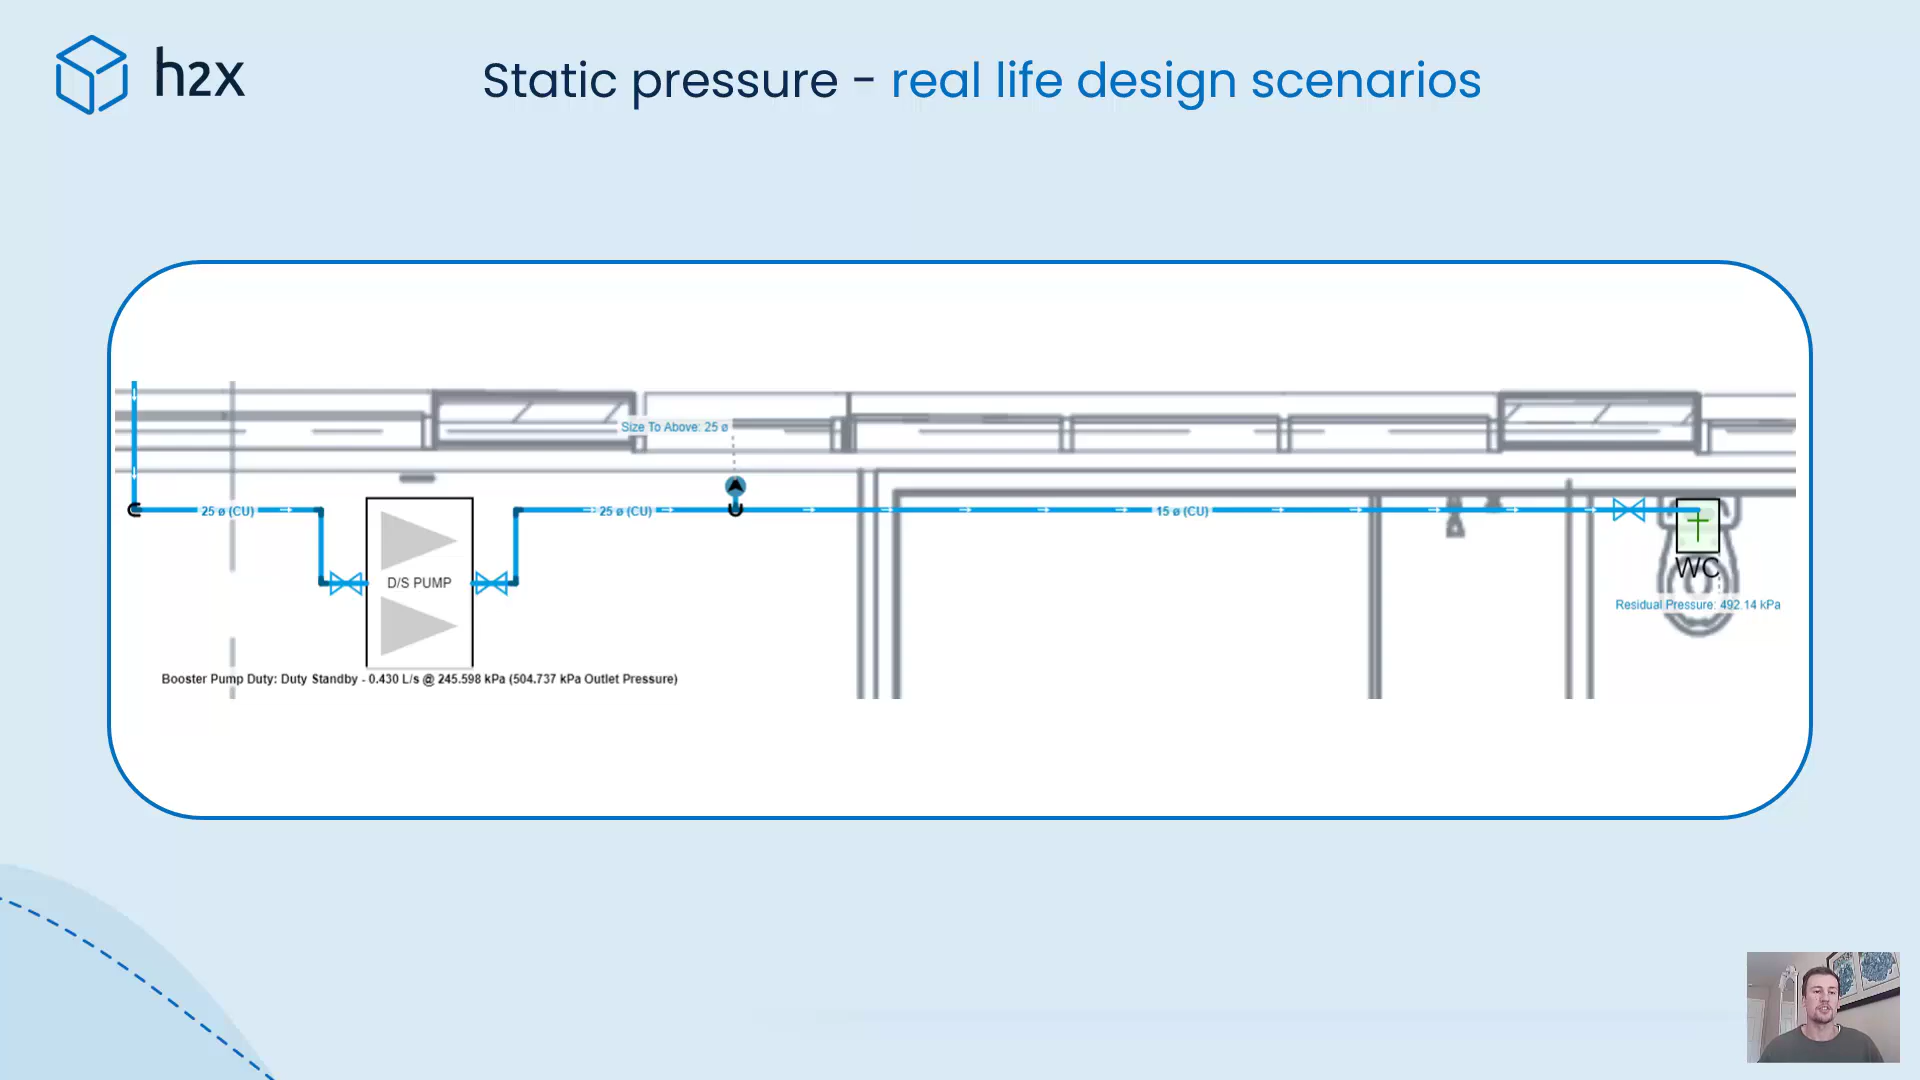 h2x
Static pressure - real life design scenarios
Size To Above: 25 ø
25 ø (CU)
25 ø (CU)
15 ø (CU)
D/S PUMP
WC
Residual Pressure: 492.14 kPa
Booster Pump Duty: Duty Standby - 0.430 L/s @ 245.598 kPa (504.737 kPa Outlet Pressure)